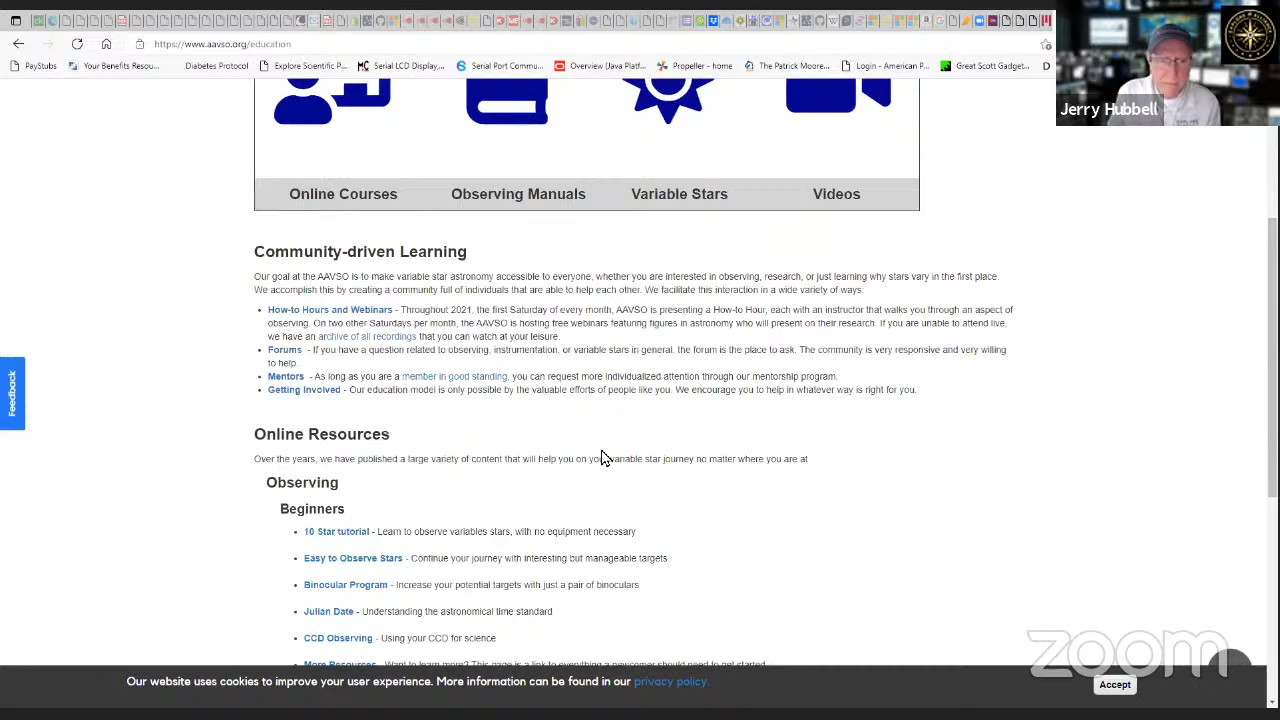 https://www.aavso.org/education
PayStubs
Your Benefits Resou...
Diabetes Protocol
Explore Scientific P...
Serial LCD Display,...
Serial Port Commu...
Overview (Java Platf...
Propeller - home
The Patrick Moore...
Login - American P...
Great Scott Gadget...
D
Jerry Hubbell
Online Courses
Observing Manuals
Variable Stars
Videos
Community-driven Learning
Our goal at the AAVSO is to make variable star astronomy accessible to everyone, whether you are interested in observing, research, or just learning why stars vary in the first place.
We accomplish this by creating a community full of individuals that are able to help each other. We facilitate this interaction in a wide variety of ways:
How-to Hours and Webinars - Throughout 2021, the first Saturday of every month, AAVSO is presenting a How-to Hour, each with an instructor that walks you through an aspect of
observing. On two other Saturdays per month, the AAVSO is hosting free webinars featuring figures in astronomy who will present on their research. If you are unable to attend live,
we have an archive of all recordings that you can watch at your leisure.
Forums - If you have a question related to observing, instrumentation, or variable stars in general, the forum is the place to ask. The community is very responsive and very willing
to help.
Mentors - As long as you are a member in good standing, you can request more individualized attention through our mentorship program.
Getting Involved - Our education model is only possible by the valuable efforts of people like you. We encourage you to help in whatever way is right for you.
Online Resources
Over the years, we have published a large variety of content that will help you on your variable star journey no matter where you are at
Observing
Beginners
10 Star tutorial - Learn to observe variables stars, with no equipment necessary
Easy to Observe Stars - Continue your journey with interesting but manageable targets
Binocular Program - Increase your potential targets with just a pair of binoculars
Julian Date - Understanding the astronomical time standard
CCD Observing - Using your CCD for science
More Resources - Want to learn more? This page is a link to everything a newcomer should need to get started
Feedback
Our website uses cookies to improve your user experience. More information can be found in our privacy policy.
Accept
zoom